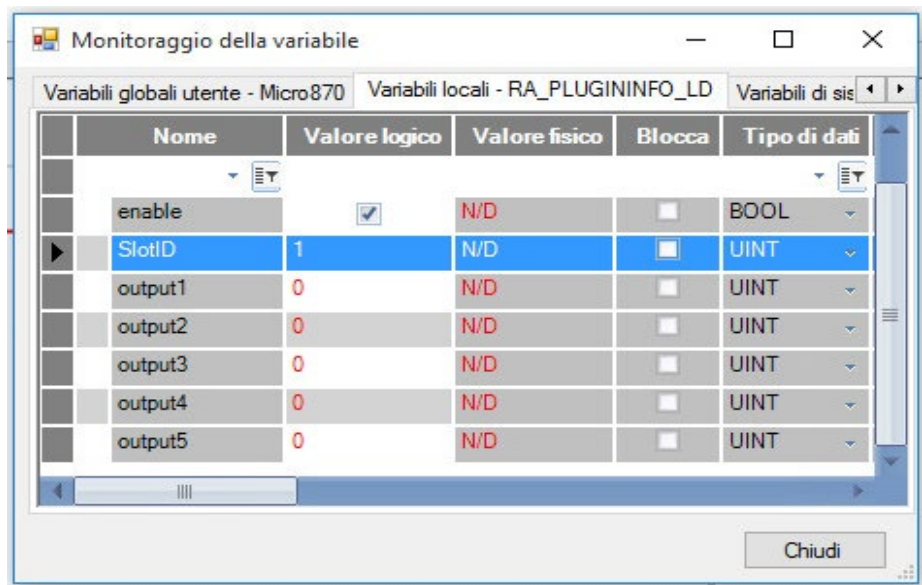 Monitoraggio della variabile
Variabili globali utente - Micro870 Variabili locali - RA_PLUGININFO_LD Variabili di sis
Nome Valore logico Valore fisico Blocca Tipo di dati
enable N/D BOOL
SlotID 1 N/D UINT
output1 0 N/D UINT
output2 0 N/D UINT
output3 0 N/D UINT
output4 0 N/D UINT
output5 0 N/D UINT
Chiudi